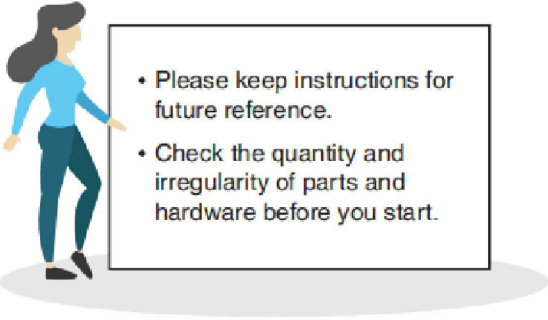 • Please keep instructions for
future reference.
• Check the quantity and
irregularity of parts and
hardware before you start.